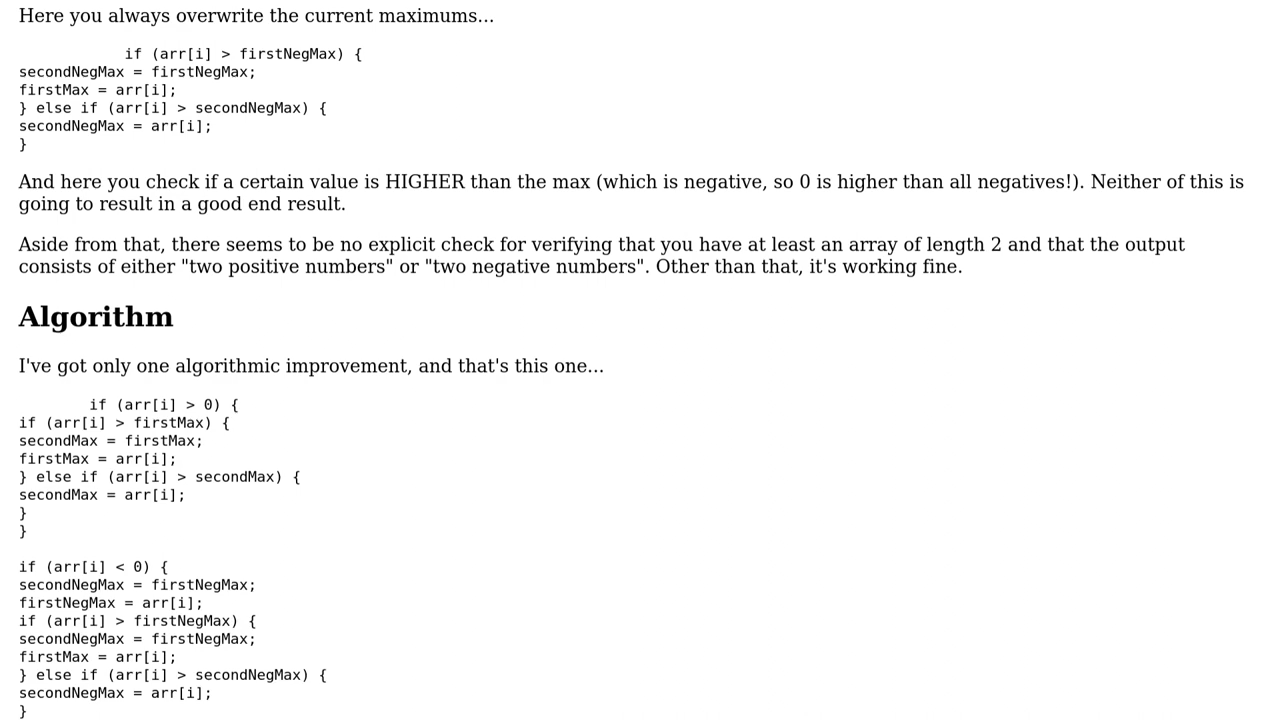 Here you always overwrite the current maximums...
            if (arr[i] > firstNegMax) {
secondNegMax = firstNegMax;
firstMax = arr[i];
} else if (arr[i] > secondNegMax) {
secondNegMax = arr[i];
}
And here you check if a certain value is HIGHER than the max (which is negative, so 0 is higher than all negatives!). Neither of this is
going to result in a good end result.
Aside from that, there seems to be no explicit check for verifying that you have at least an array of length 2 and that the output
consists of either "two positive numbers" or "two negative numbers". Other than that, it's working fine.
Algorithm
I've got only one algorithmic improvement, and that's this one...
        if (arr[i] > 0) {
if (arr[i] > firstMax) {
secondMax = firstMax;
firstMax = arr[i];
} else if (arr[i] > secondMax) {
secondMax = arr[i];
}
}
if (arr[i] < 0) {
secondNegMax = firstNegMax;
firstNegMax = arr[i];
if (arr[i] > firstNegMax) {
secondNegMax = firstNegMax;
firstMax = arr[i];
} else if (arr[i] > secondNegMax) {
secondNegMax = arr[i];
}